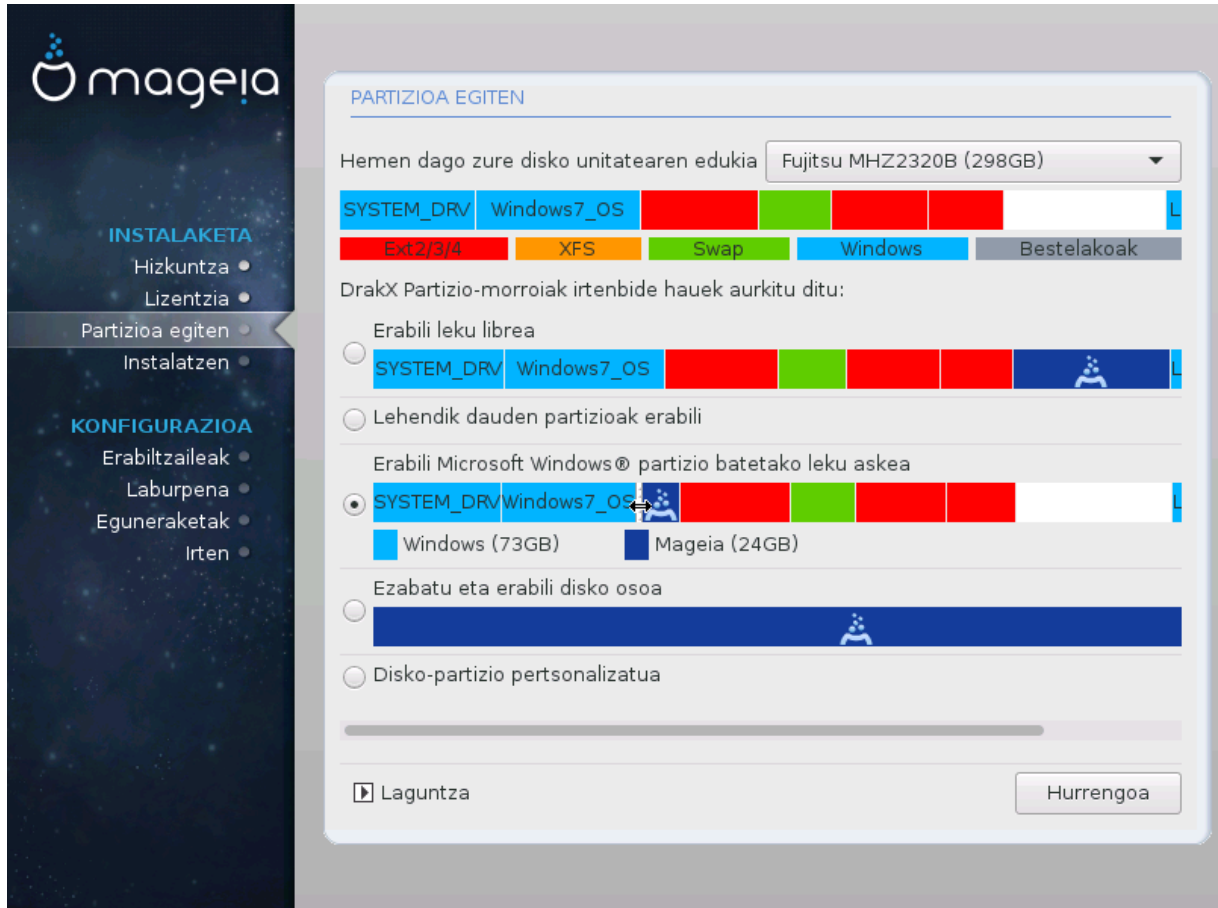 mageia
INSTALAKETA
Hizkuntza
Lizentzia
Partizioa egiten
Instalatzen
KONFIGURAZIOA
Erabiltzaileak
Laburpena
Eguneraketak
Irten
PARTIZIOA EGITEN
Hemen dago zure disko unitatearen edukia Fujitsu MHZ2320B (298GB)
SYSTEM_DRV Windows7_OS L
Ext2/3/4 XFS Swap Windows Bestelakoak
DrakX Partizio-morroiak irtenbide hauek aurkitu ditu:
Erabili leku librea
SYSTEM_DRV Windows7_OS L
Lehendik dauden partizioak erabili
Erabili Microsoft Windows® partizio batetako leku askea
SYSTEM_DRV Windows7_OS L
Windows (73GB) Mageia (24GB)
Ezabatu eta erabili disko osoa
Disko-partizio pertsonalizatua
Laguntza Hurrengoa